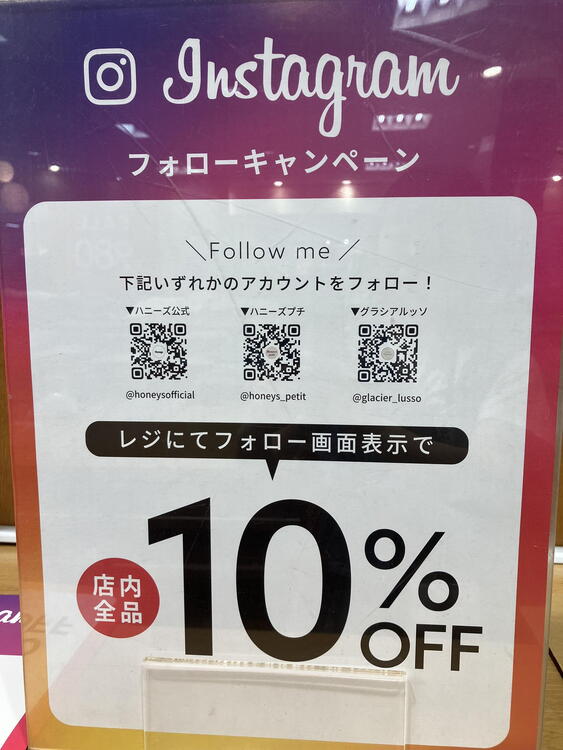 Instagram
フォローキャンペーン
＼Follow me／
下記いずれかのアカウントをフォロー！
▼ハニーズ公式 ▼ハニーズプチ ▼グラシアルッソ
@honeysofficial @honeys_petit @glacier_lusso
レジにてフォロー画面表示で
店内
全品
10%
OFF